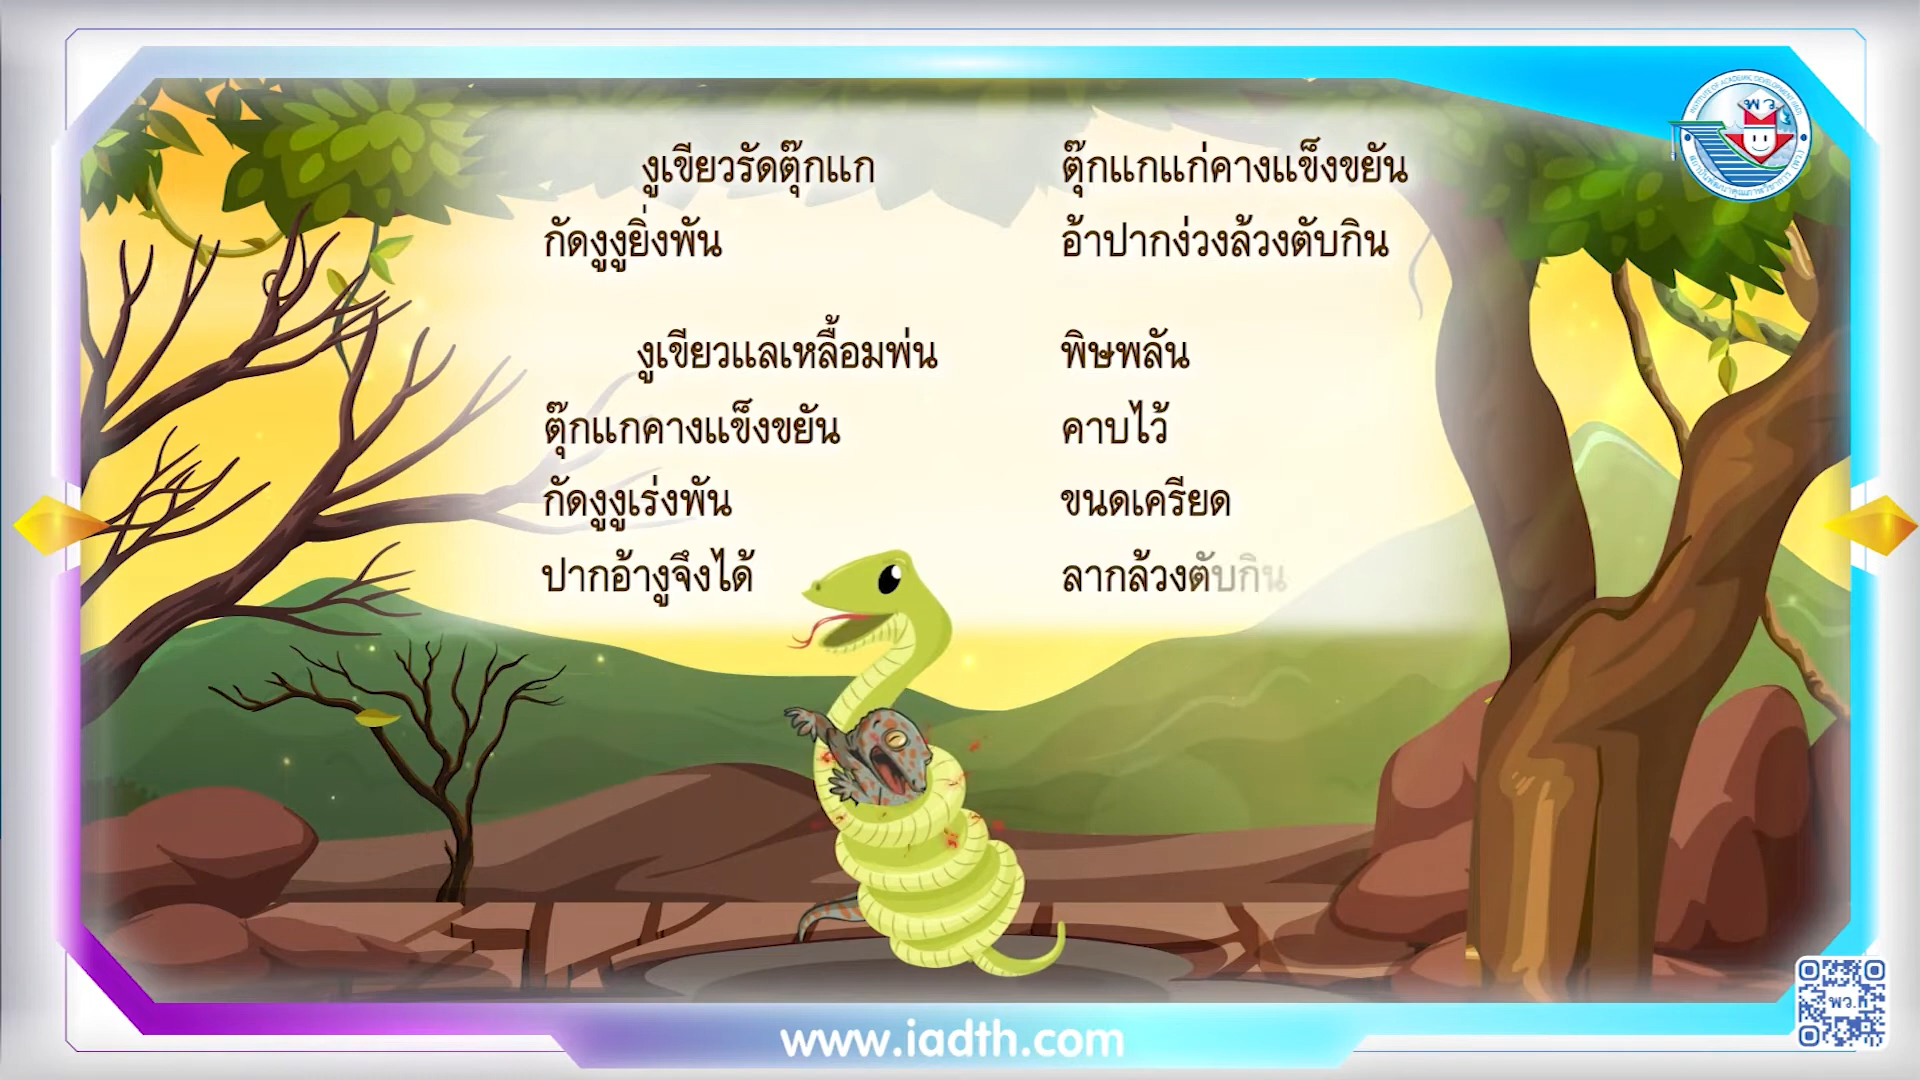 งูเขียวรัดตุ๊กแก ตุ๊กแกแก่คางแข็งขยัน
กัดงูงูยิ่งพัน อ้าปากง่วงล้วงตับกิน
งูเขียวแลเหลื้อมพ่น พิษพลัน
ตุ๊กแกคางแข็งขยัน คาบไว้
กัดงูงูเร่งพัน ขนดเครียด
ปากอ้างูจึงได้ ลากล้วงตับกิน
www.iadth.com
พว
พว.